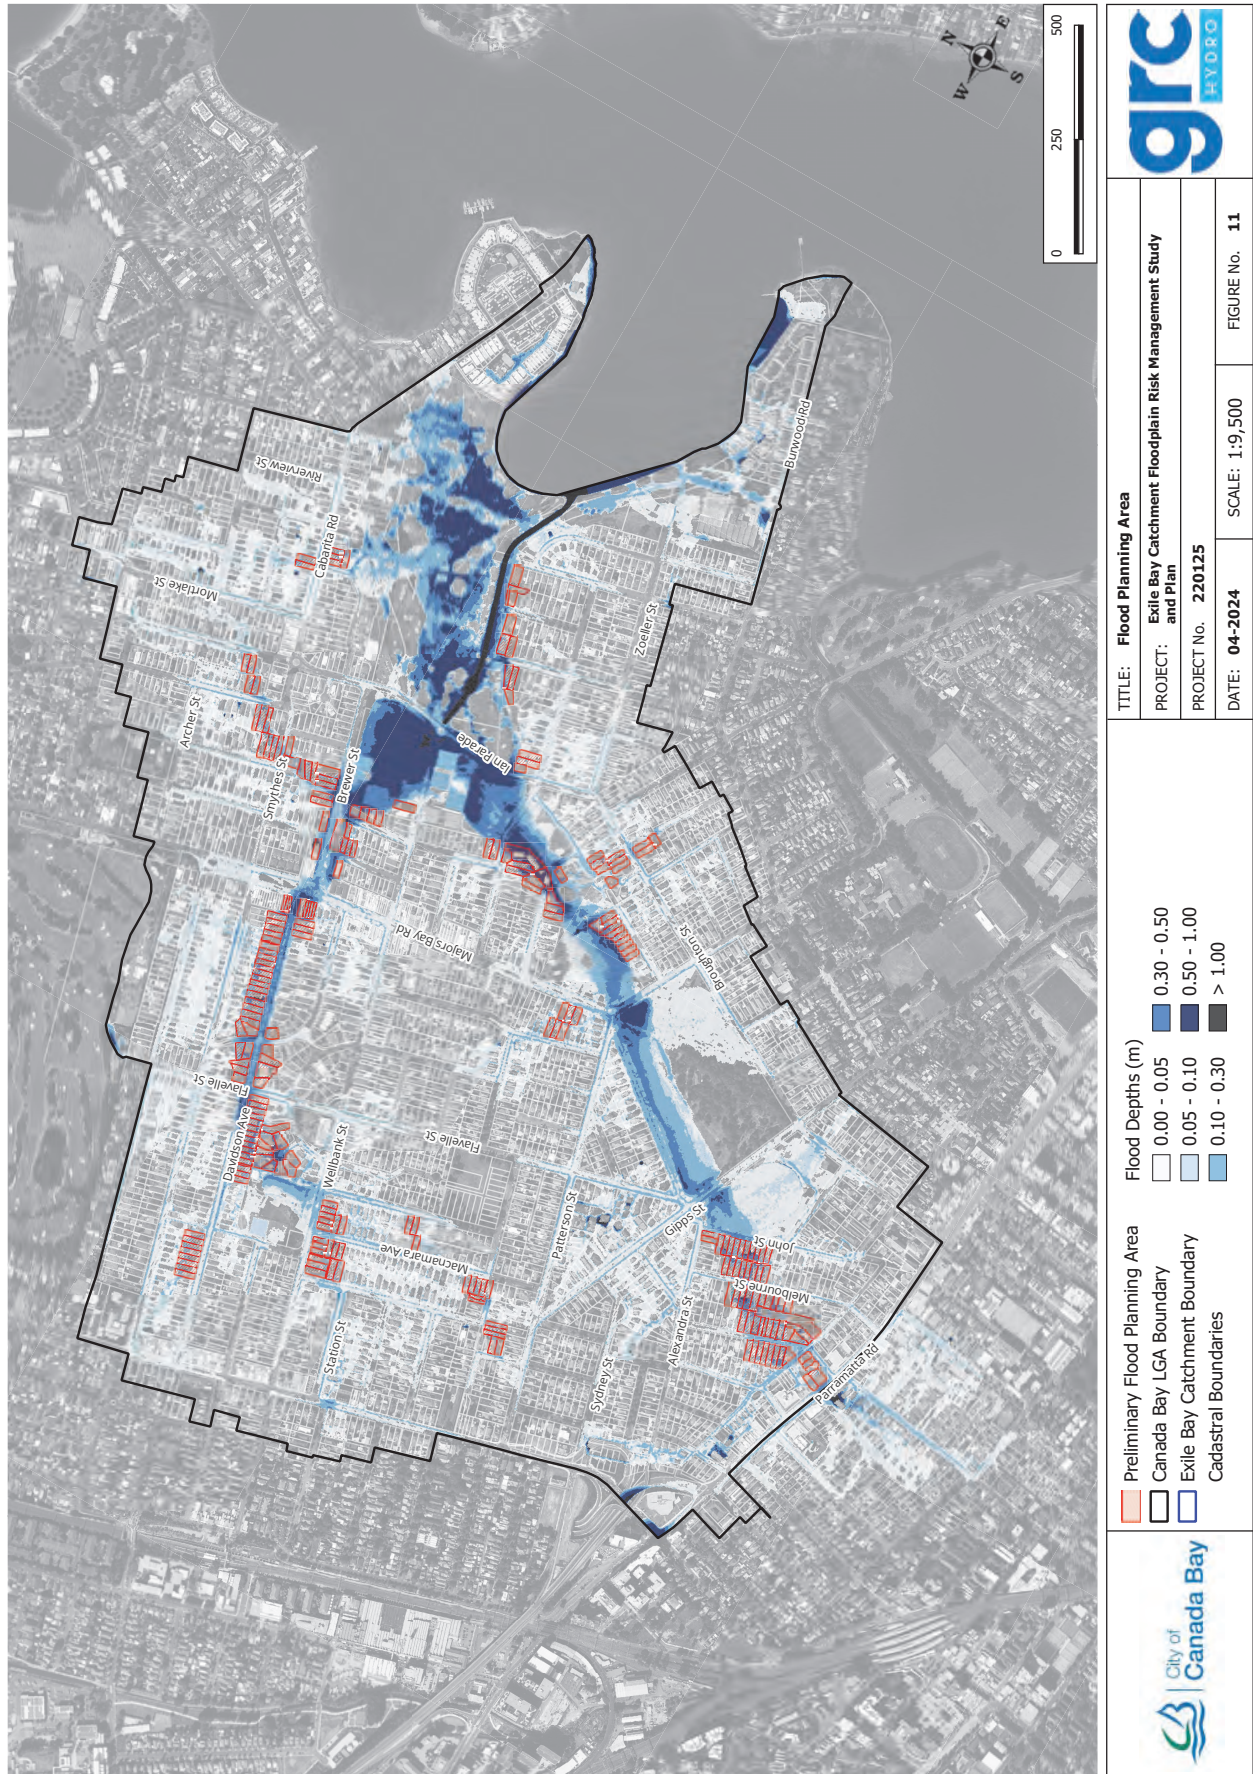 Riverview St
Cabarita Rd
Mortlake St
Archer St
Smythes St
Brewer St
Ian Parade
Zoeller St
Burwood Rd
Majors Bay Rd
Broughton St
Flavelle St
Davidson Ave
Wellbank St
Flavelle St
Macnamara Ave
Patterson St
Gipps St
John St
Melbourne St
Alexandra St
Station St
Sydney St
Parramatta Rd
N
E
S
W
0 250 500
City of
Canada Bay
Preliminary Flood Planning Area
Canada Bay LGA Boundary
Exile Bay Catchment Boundary
Cadastral Boundaries
Flood Depths (m)
0.00 - 0.05
0.05 - 0.10
0.10 - 0.30
0.30 - 0.50
0.50 - 1.00
> 1.00
TITLE: Flood Planning Area
PROJECT: Exile Bay Catchment Floodplain Risk Management Study
and Plan
PROJECT No. 220125
DATE: 04-2024
SCALE: 1:9,500
FIGURE No. 11
grc
HYDRO